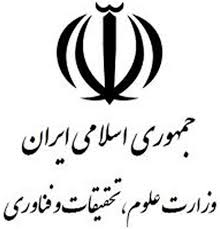 جمهوری اسلامی ایران
وزارت علوم، تحقیقات و فناوری